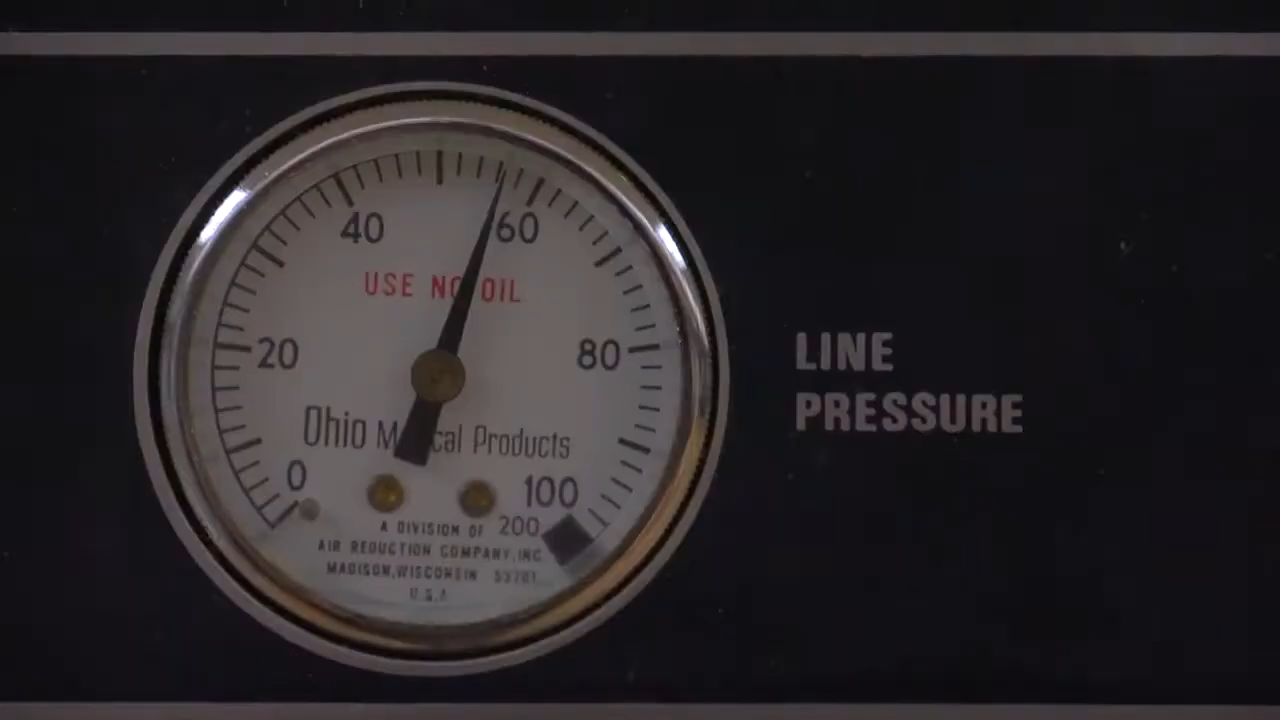 40 60
USE NO OIL
20 80
Ohio Medical Products
0 100
A DIVISION OF 200
AIR REDUCTION COMPANY, INC.
MADISON, WISCONSIN
U.S.A.
LINE
PRESSURE